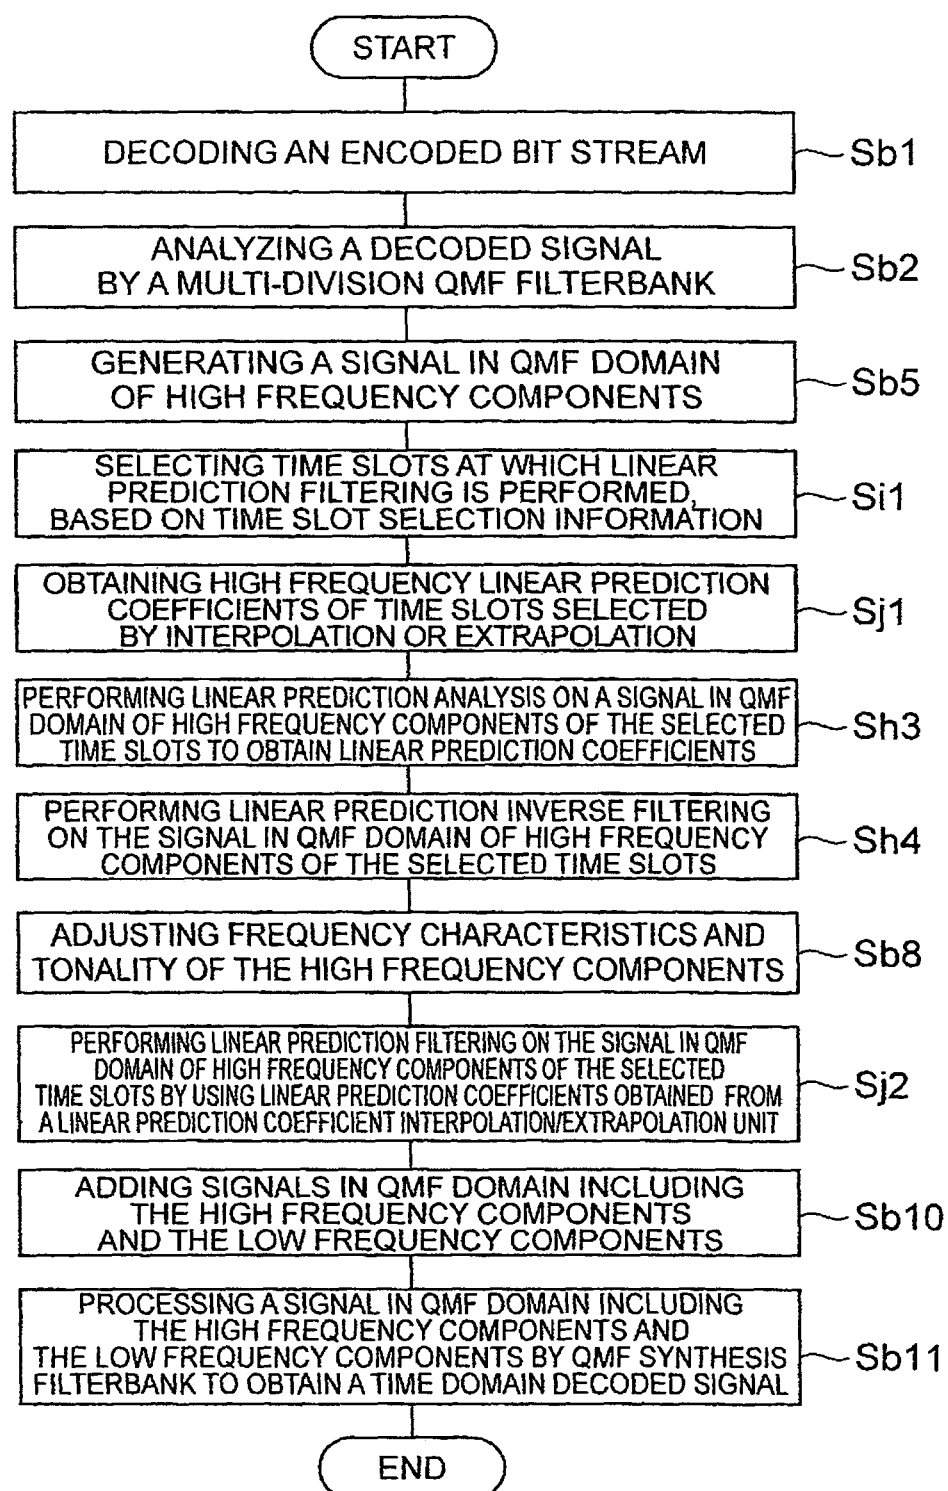 START
DECODING AN ENCODED BIT STREAM
Sb1
ANALYZING A DECODED SIGNAL
BY A MULTI-DIVISION QMF FILTERBANK
Sb2
GENERATING A SIGNAL IN QMF DOMAIN
OF HIGH FREQUENCY COMPONENTS
Sb5
SELECTING TIME SLOTS AT WHICH LINEAR
PREDICTION FILTERING IS PERFORMED,
BASED ON TIME SLOT SELECTION INFORMATION
Si1
OBTAINING HIGH FREQUENCY LINEAR PREDICTION
COEFFICIENTS OF TIME SLOTS SELECTED
BY INTERPOLATION OR EXTRAPOLATION
Sj1
PERFORMING LINEAR PREDICTION ANALYSIS ON A SIGNAL IN QMF
DOMAIN OF HIGH FREQUENCY COMPONENTS OF THE SELECTED
TIME SLOTS TO OBTAIN LINEAR PREDICTION COEFFICIENTS
Sh3
PERFORMNG LINEAR PREDICTION INVERSE FILTERING
ON THE SIGNAL IN QMF DOMAIN OF HIGH FREQUENCY
COMPONENTS OF THE SELECTED TIME SLOTS
Sh4
ADJUSTING FREQUENCY CHARACTERISTICS AND
TONALITY OF THE HIGH FREQUENCY COMPONENTS
Sb8
PERFORMING LINEAR PREDICTION FILTERING ON THE SIGNAL IN QMF
DOMAIN OF HIGH FREQUENCY COMPONENTS OF THE SELECTED
TIME SLOTS BY USING LINEAR PREDICTION COEFFICIENTS OBTAINED FROM
A LINEAR PREDICTION COEFFICIENT INTERPOLATION/EXTRAPOLATION UNIT
Sj2
ADDING SIGNALS IN QMF DOMAIN INCLUDING
THE HIGH FREQUENCY COMPONENTS
AND THE LOW FREQUENCY COMPONENTS
Sb10
PROCESSING A SIGNAL IN QMF DOMAIN INCLUDING
THE HIGH FREQUENCY COMPONENTS AND
THE LOW FREQUENCY COMPONENTS BY QMF SYNTHESIS
FILTERBANK TO OBTAIN A TIME DOMAIN DECODED SIGNAL
Sb11
END